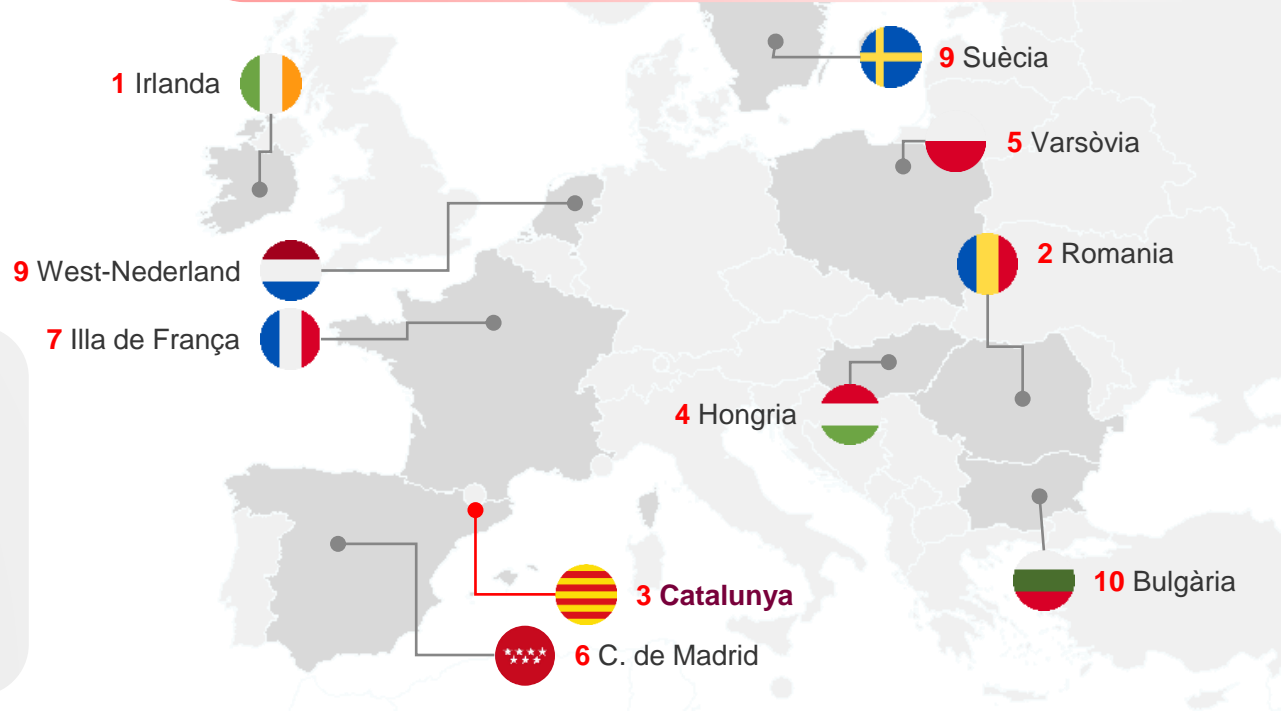 9 Suècia
1 Irlanda
5 Varsòvia
2 Romania
9 West-Nederland
7 Illa de França
4 Hongria
10 Bulgària
3 Catalunya
6 C. de Madrid